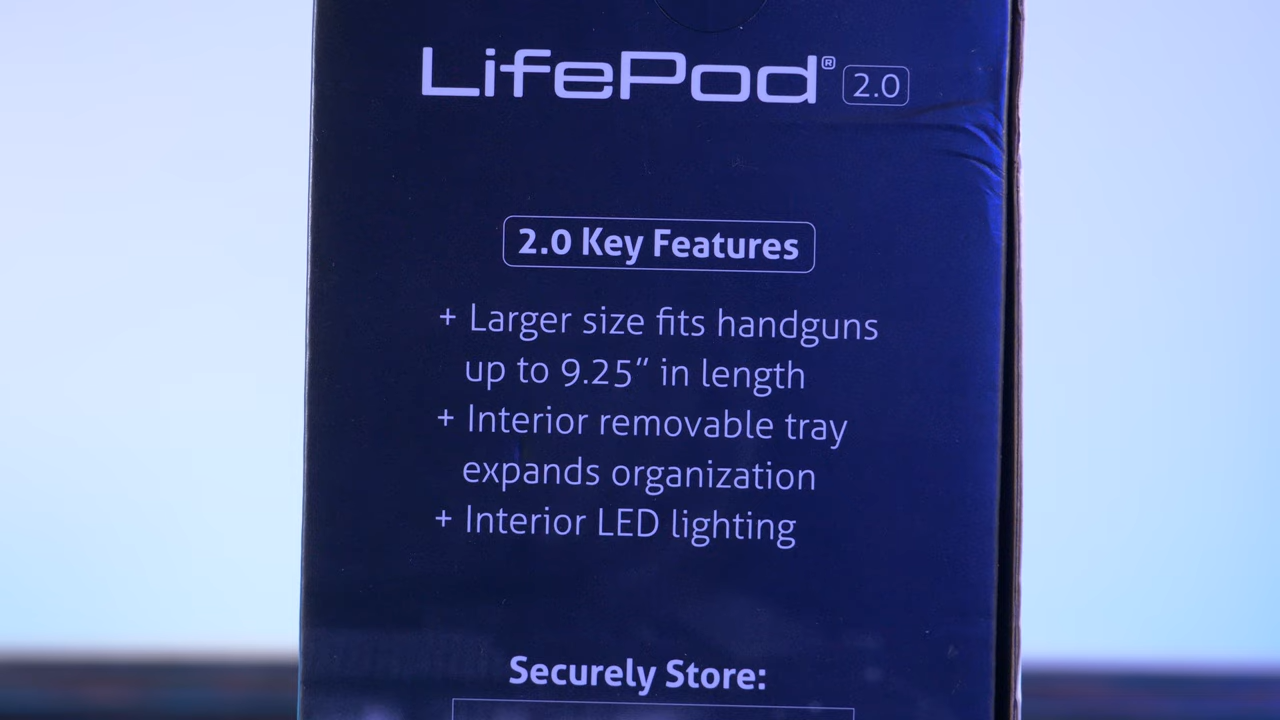 LifePod® 2.0
2.0 Key Features
+ Larger size fits handguns
up to 9.25” in length
+ Interior removable tray
expands organization
+ Interior LED lighting
Securely Store: